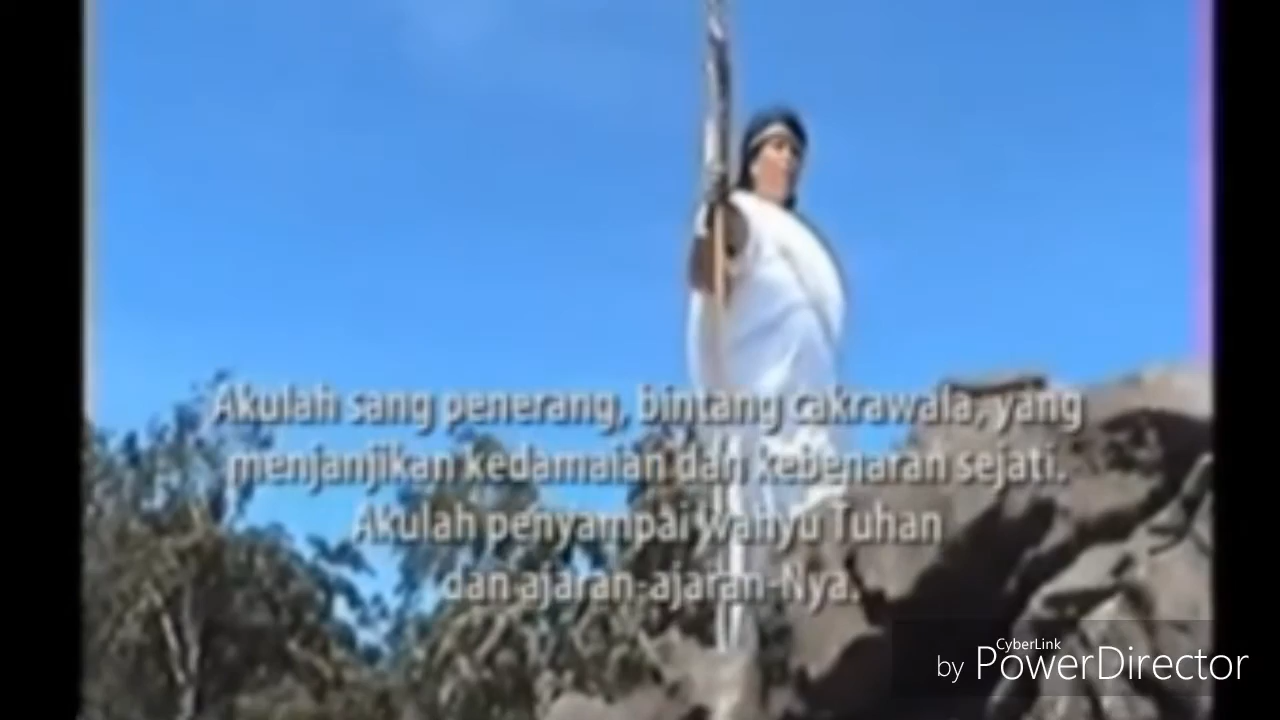 Akulah sang penerang, bintang cakrawala, yang
menjanjikan kedamaian dan kebenaran sejati.
Akulah penyampai wahyu Tuhan
dan ajaran-ajaran-Nya.
CyberLink
by PowerDirector